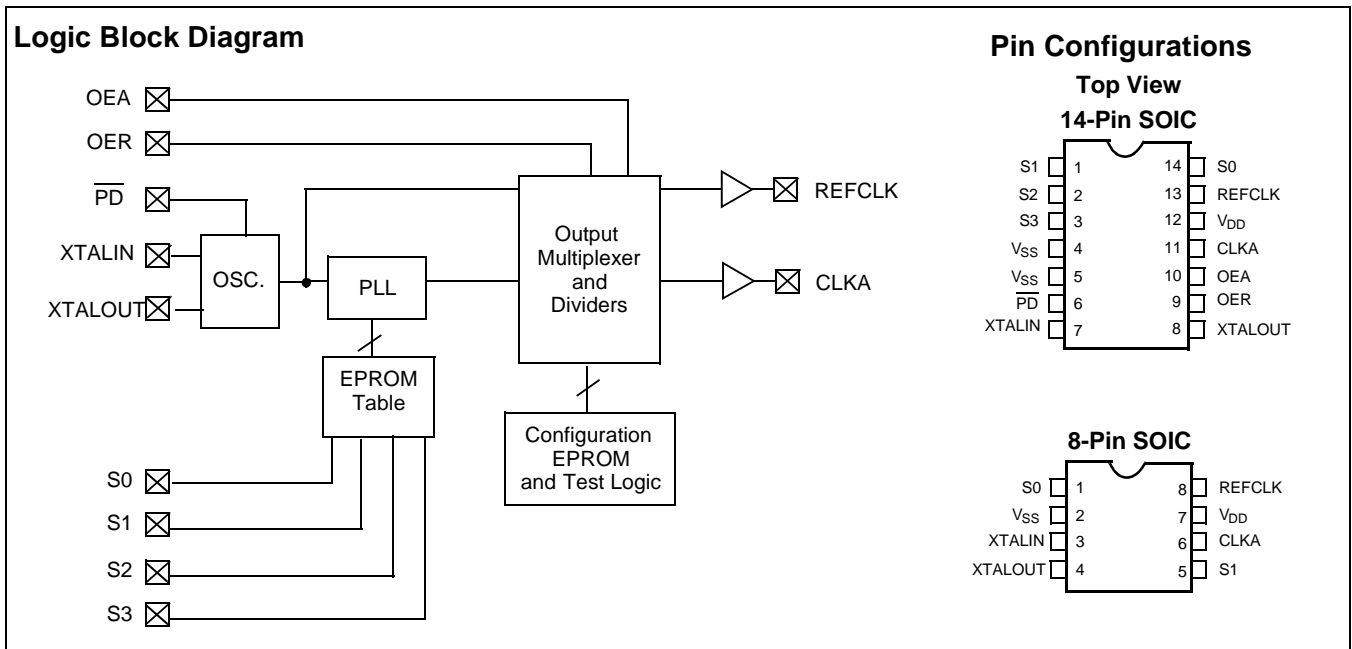 Logic Block Diagram
OEA
OER
PD
XTALIN
XTALOUT
OSC.
PLL
EPROM
Table
Output
Multiplexer
and
Dividers
Configuration
EPROM
and Test Logic
REFCLK
CLKA
S0
S1
S2
S3
Pin Configurations
Top View
14-Pin SOIC
S1 1 14 S0
S2 2 13 REFCLK
S3 3 12 VDD
VSS 4 11 CLKA
VSS 5 10 OEA
PD 6 9 OER
XTALIN 7 8 XTALOUT
8-Pin SOIC
S0 1 8 REFCLK
VSS 2 7 VDD
XTALIN 3 6 CLKA
XTALOUT 4 5 S1